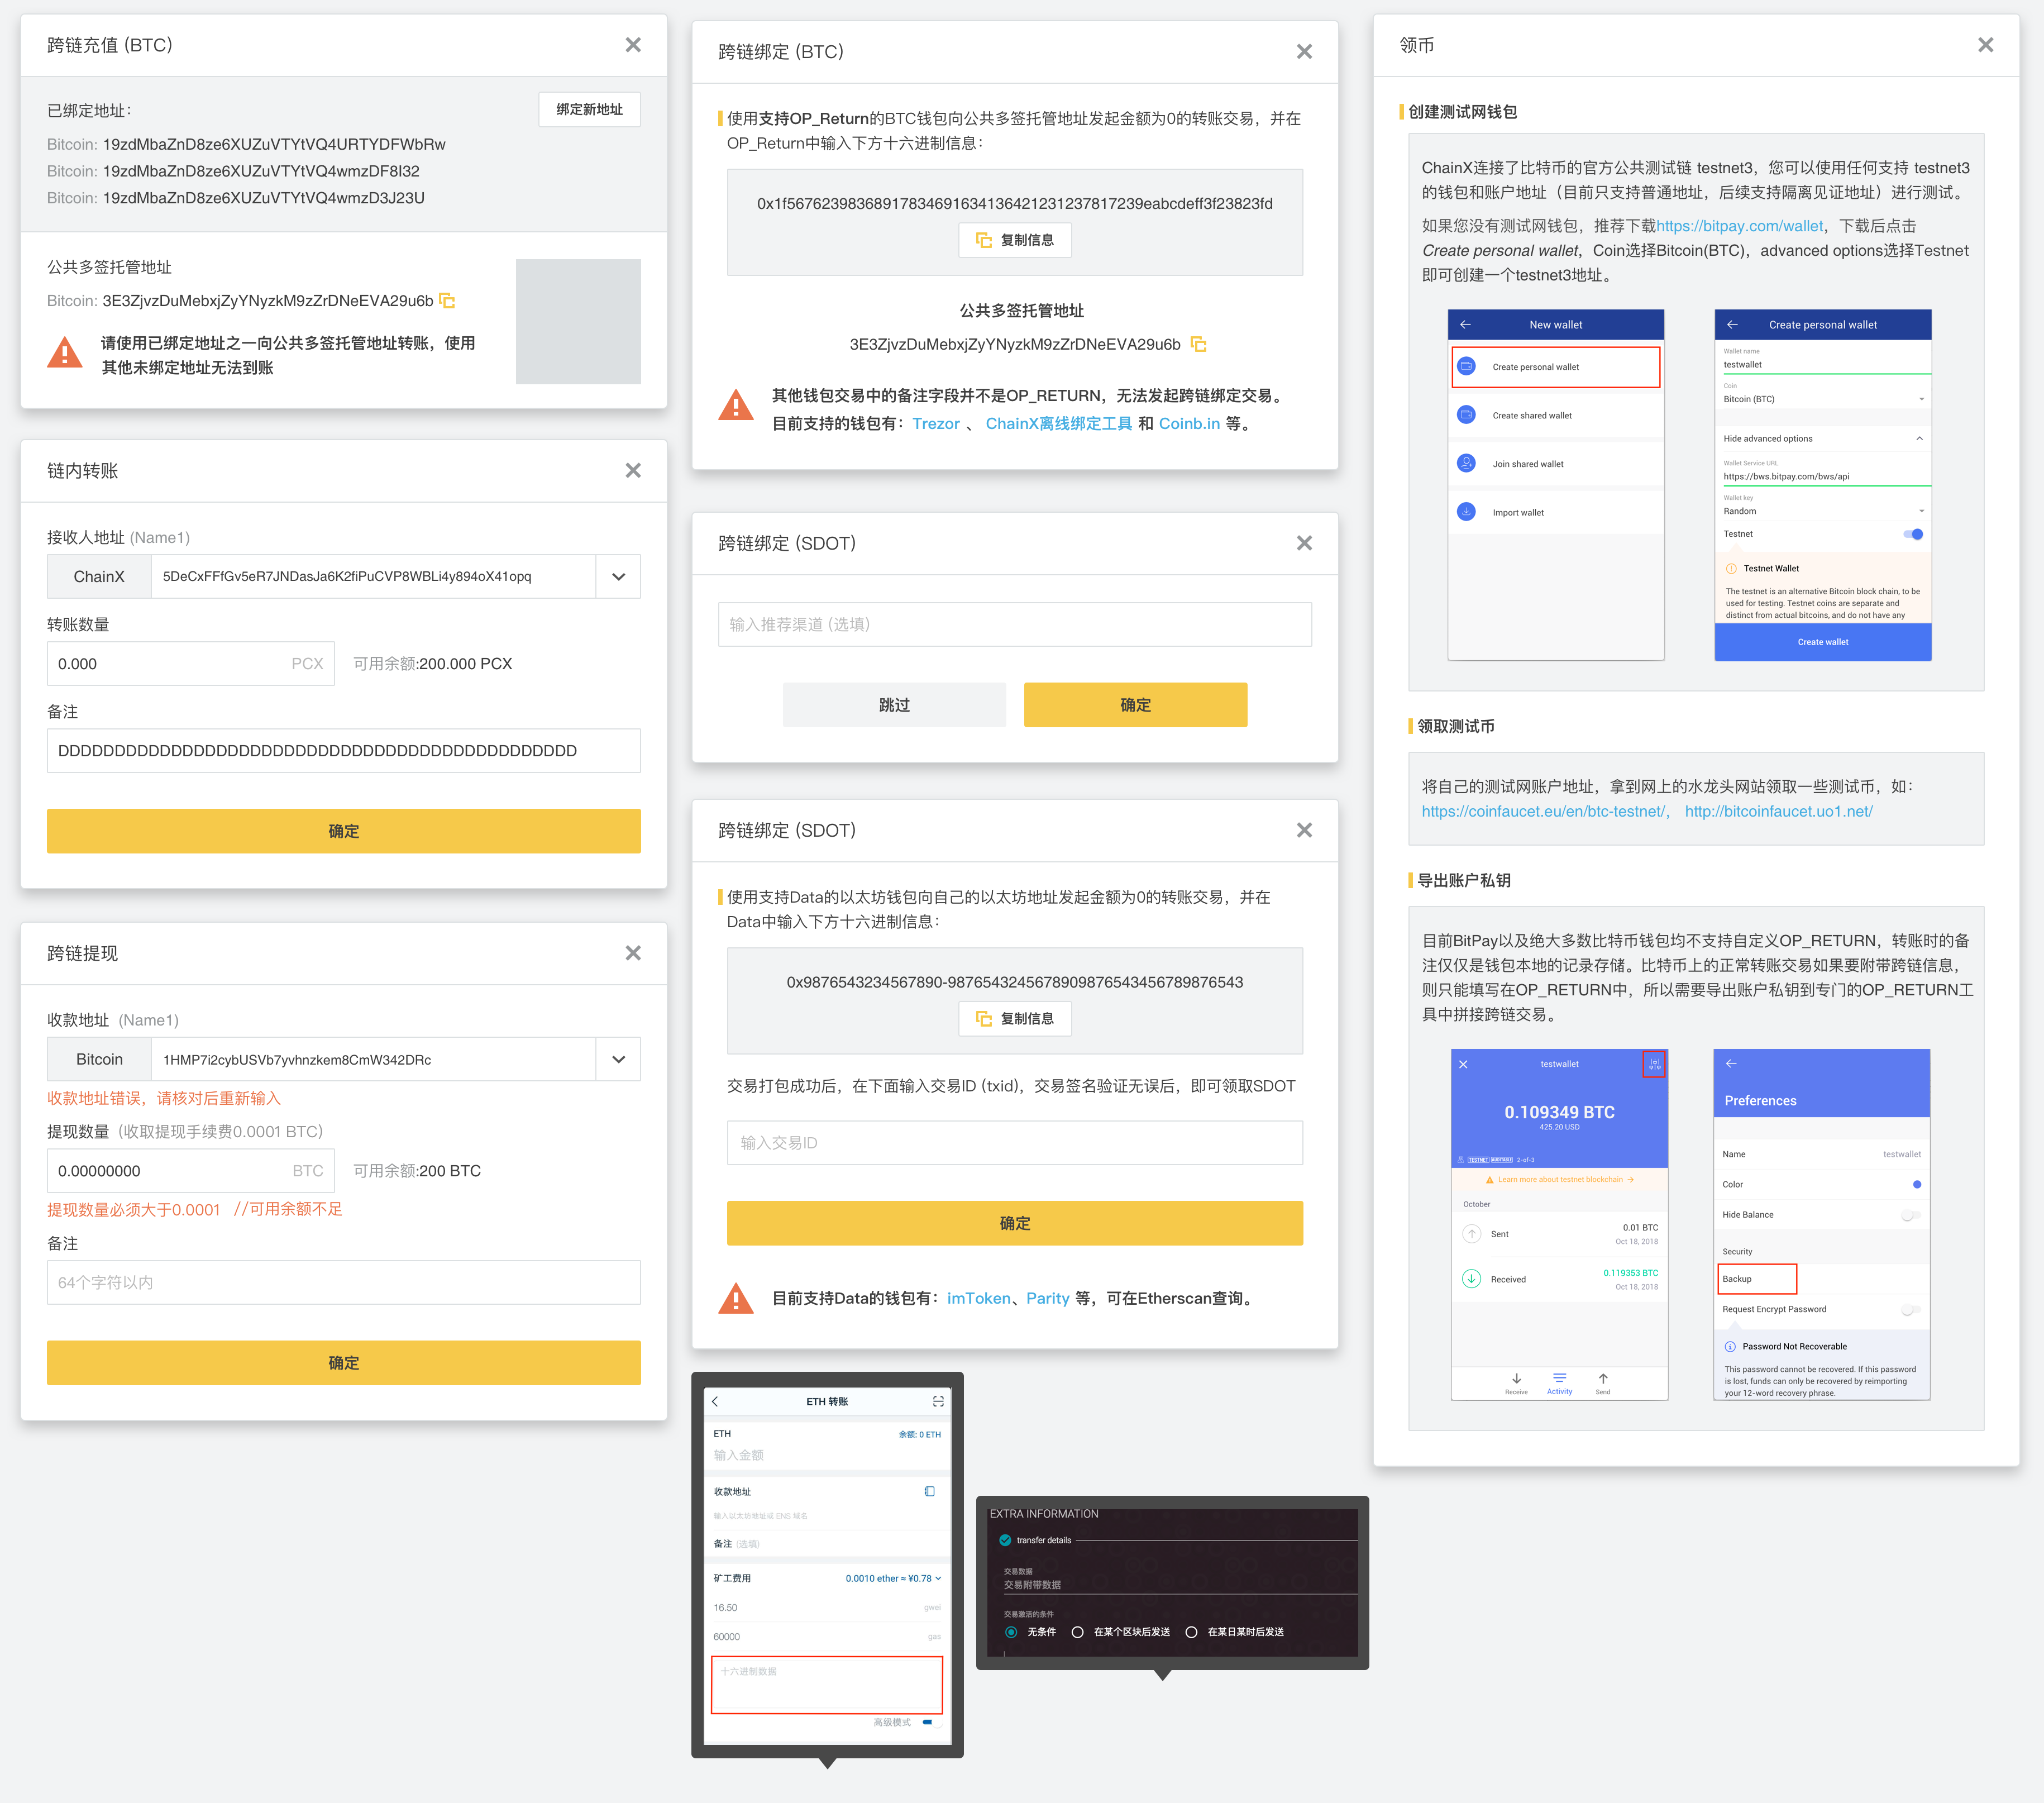 跨链充值 (BTC)
已绑定地址：
绑定新地址
Bitcoin: 19zdMbaZnD8ze6XUZuVTYtVQ4URTYDFWbRw
Bitcoin: 19zdMbaZnD8ze6XUZuVTYtVQ4wmzDF8I32
Bitcoin: 19zdMbaZnD8ze6XUZuVTYtVQ4wmzD3J23U
公共多签托管地址
Bitcoin: 3E3ZjvzDuMebxjZyYNyzkM9zZrDNeEVA29u6b
请使用已绑定地址之一向公共多签托管地址转账，使用
其他未绑定地址无法到账
链内转账
接收人地址 (Name1)
ChainX 5DeCxFFfGv5eR7JNDasJa6K2fiPuCVP8WBLi4y894oX41opq
转账数量
0.000 PCX 可用余额:200.000 PCX
备注
DDDDDDDDDDDDDDDDDDDDDDDDDDDDDDDDDDDDDDDDDDDDDD
确定
跨链提现
收款地址 (Name1)
Bitcoin 1HMP7i2cybUSVb7yvhnzkem8CmW342DRc
收款地址错误，请核对后重新输入
提现数量（收取提现手续费0.0001 BTC）
0.00000000 BTC 可用余额:200 BTC
提现数量必须大于0.0001 //可用余额不足
备注
64个字符以内
确定
跨链绑定 (BTC)
使用支持OP_Return的BTC钱包向公共多签托管地址发起金额为0的转账交易，并在
OP_Return中输入下方十六进制信息：
0x1f5676239836891783469163413642123123781723​9eabcdeff3f23823fd
复制信息
公共多签托管地址
3E3ZjvzDuMebxjZyYNyzkM9zZrDNeEVA29u6b
其他钱包交易中的备注字段并不是OP_RETURN，无法发起跨链绑定交易。
目前支持的钱包有：Trezor 、 ChainX离线绑定工具 和 Coinb.in 等。
跨链绑定 (SDOT)
输入推荐渠道 (选填)
跳过
确定
跨链绑定 (SDOT)
使用支持Data的以太坊钱包向自己的以太坊地址发起金额为0的转账交易，并在
Data中输入下方十六进制信息：
0x9876543234567890-9876543245678909876543456789876543
复制信息
交易打包成功后，在下面输入交易ID (txid)，交易签名验证无误后，即可领取SDOT
输入交易ID
确定
目前支持Data的钱包有：imToken、Parity 等，可在Etherscan查询。
ETH 转账
ETH 余额: 0 ETH
输入金额
收款地址
输入以太坊地址或 ENS 域名
备注 (选填)
矿工费用 0.0010 ether ≈ ¥0.78
16.50 gwei
60000 gas
十六进制数据
高级模式
EXTRA INFORMATION
transfer details
交易数据
交易附带数据
交易激活的条件
无条件 在某个区块后发送 在某日某时后发送
领币
创建测试网钱包
ChainX连接了比特币的官方公共测试链 testnet3，您可以使用任何支持 testnet3
的钱包和账户地址（目前只支持普通地址，后续支持隔离见证地址）进行测试。
如果您没有测试网钱包，推荐下载https://bitpay.com/wallet，下载后点击
Create personal wallet，Coin选择Bitcoin(BTC)，advanced options选择Testnet
即可创建一个testnet3地址。
New wallet
Create personal wallet
Create shared wallet
Join shared wallet
Import wallet
Create personal wallet
Wallet name
testwallet
Coin
Bitcoin (BTC)
Hide advanced options
Wallet Service URL
https://bws.bitpay.com/bws/api
Wallet key
Random
Testnet
Testnet Wallet
The testnet is an alternative Bitcoin block chain, to be
used for testing. Testnet coins are separate and
distinct from actual bitcoins, and do not have any
Create wallet
领取测试币
将自己的测试网账户地址，拿到网上的水龙头网站领取一些测试币，如：
https://coinfaucet.eu/en/btc-testnet/， http://bitcoinfaucet.uo1.net/
导出账户私钥
目前BitPay以及绝大多数比特币钱包均不支持自定义OP_RETURN，转账时的备
注仅仅是钱包本地的记录存储。比特币上的正常转账交易如果要附带跨链信息，
则只能填写在OP_RETURN中，所以需要导出账户私钥到专门的OP_RETURN工
具中拼接跨链交易。
testwallet
0.109349 BTC
425.20 USD
TESTNET AUDITABLE 2-of-3
Learn more about testnet blockchain
October
Sent 0.01 BTC
Oct 18, 2018
Received 0.119353 BTC
Oct 18, 2018
Receive Activity Send
Preferences
Name testwallet
Color
Hide Balance
Security
Backup
Request Encrypt Password
Password Not Recoverable
This password cannot be recovered. If this password
is lost, funds can only be recovered by reimporting
your 12-word recovery phrase.